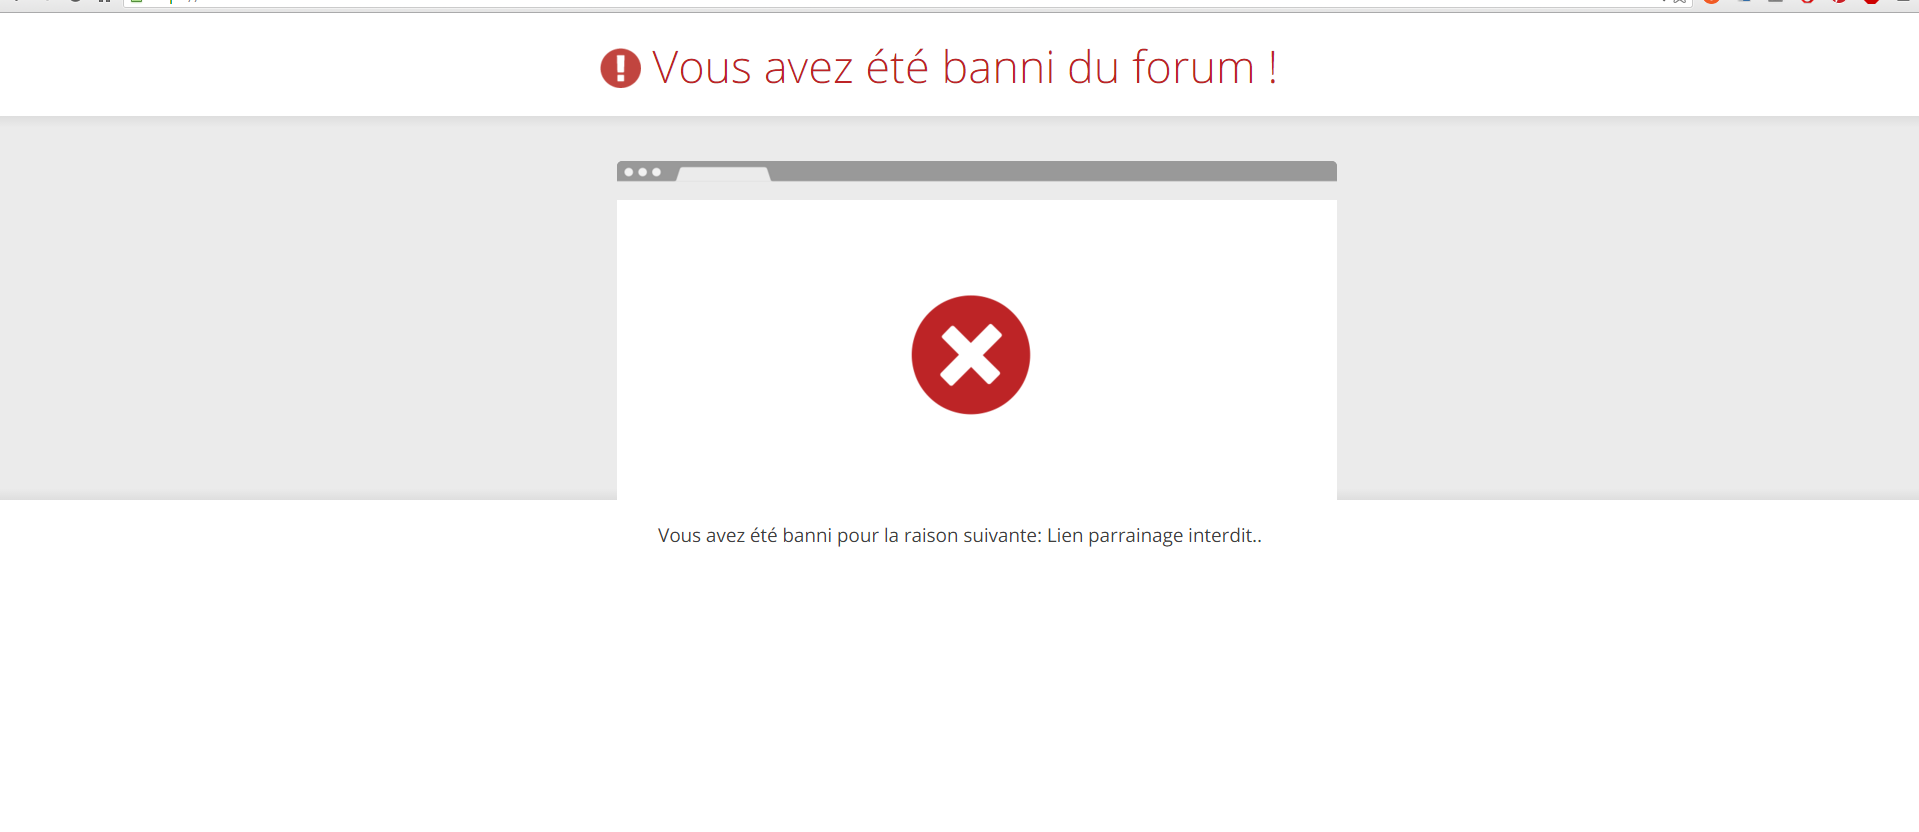 Vous avez été banni du forum !
Vous avez été banni pour la raison suivante: Lien parrainage interdit..